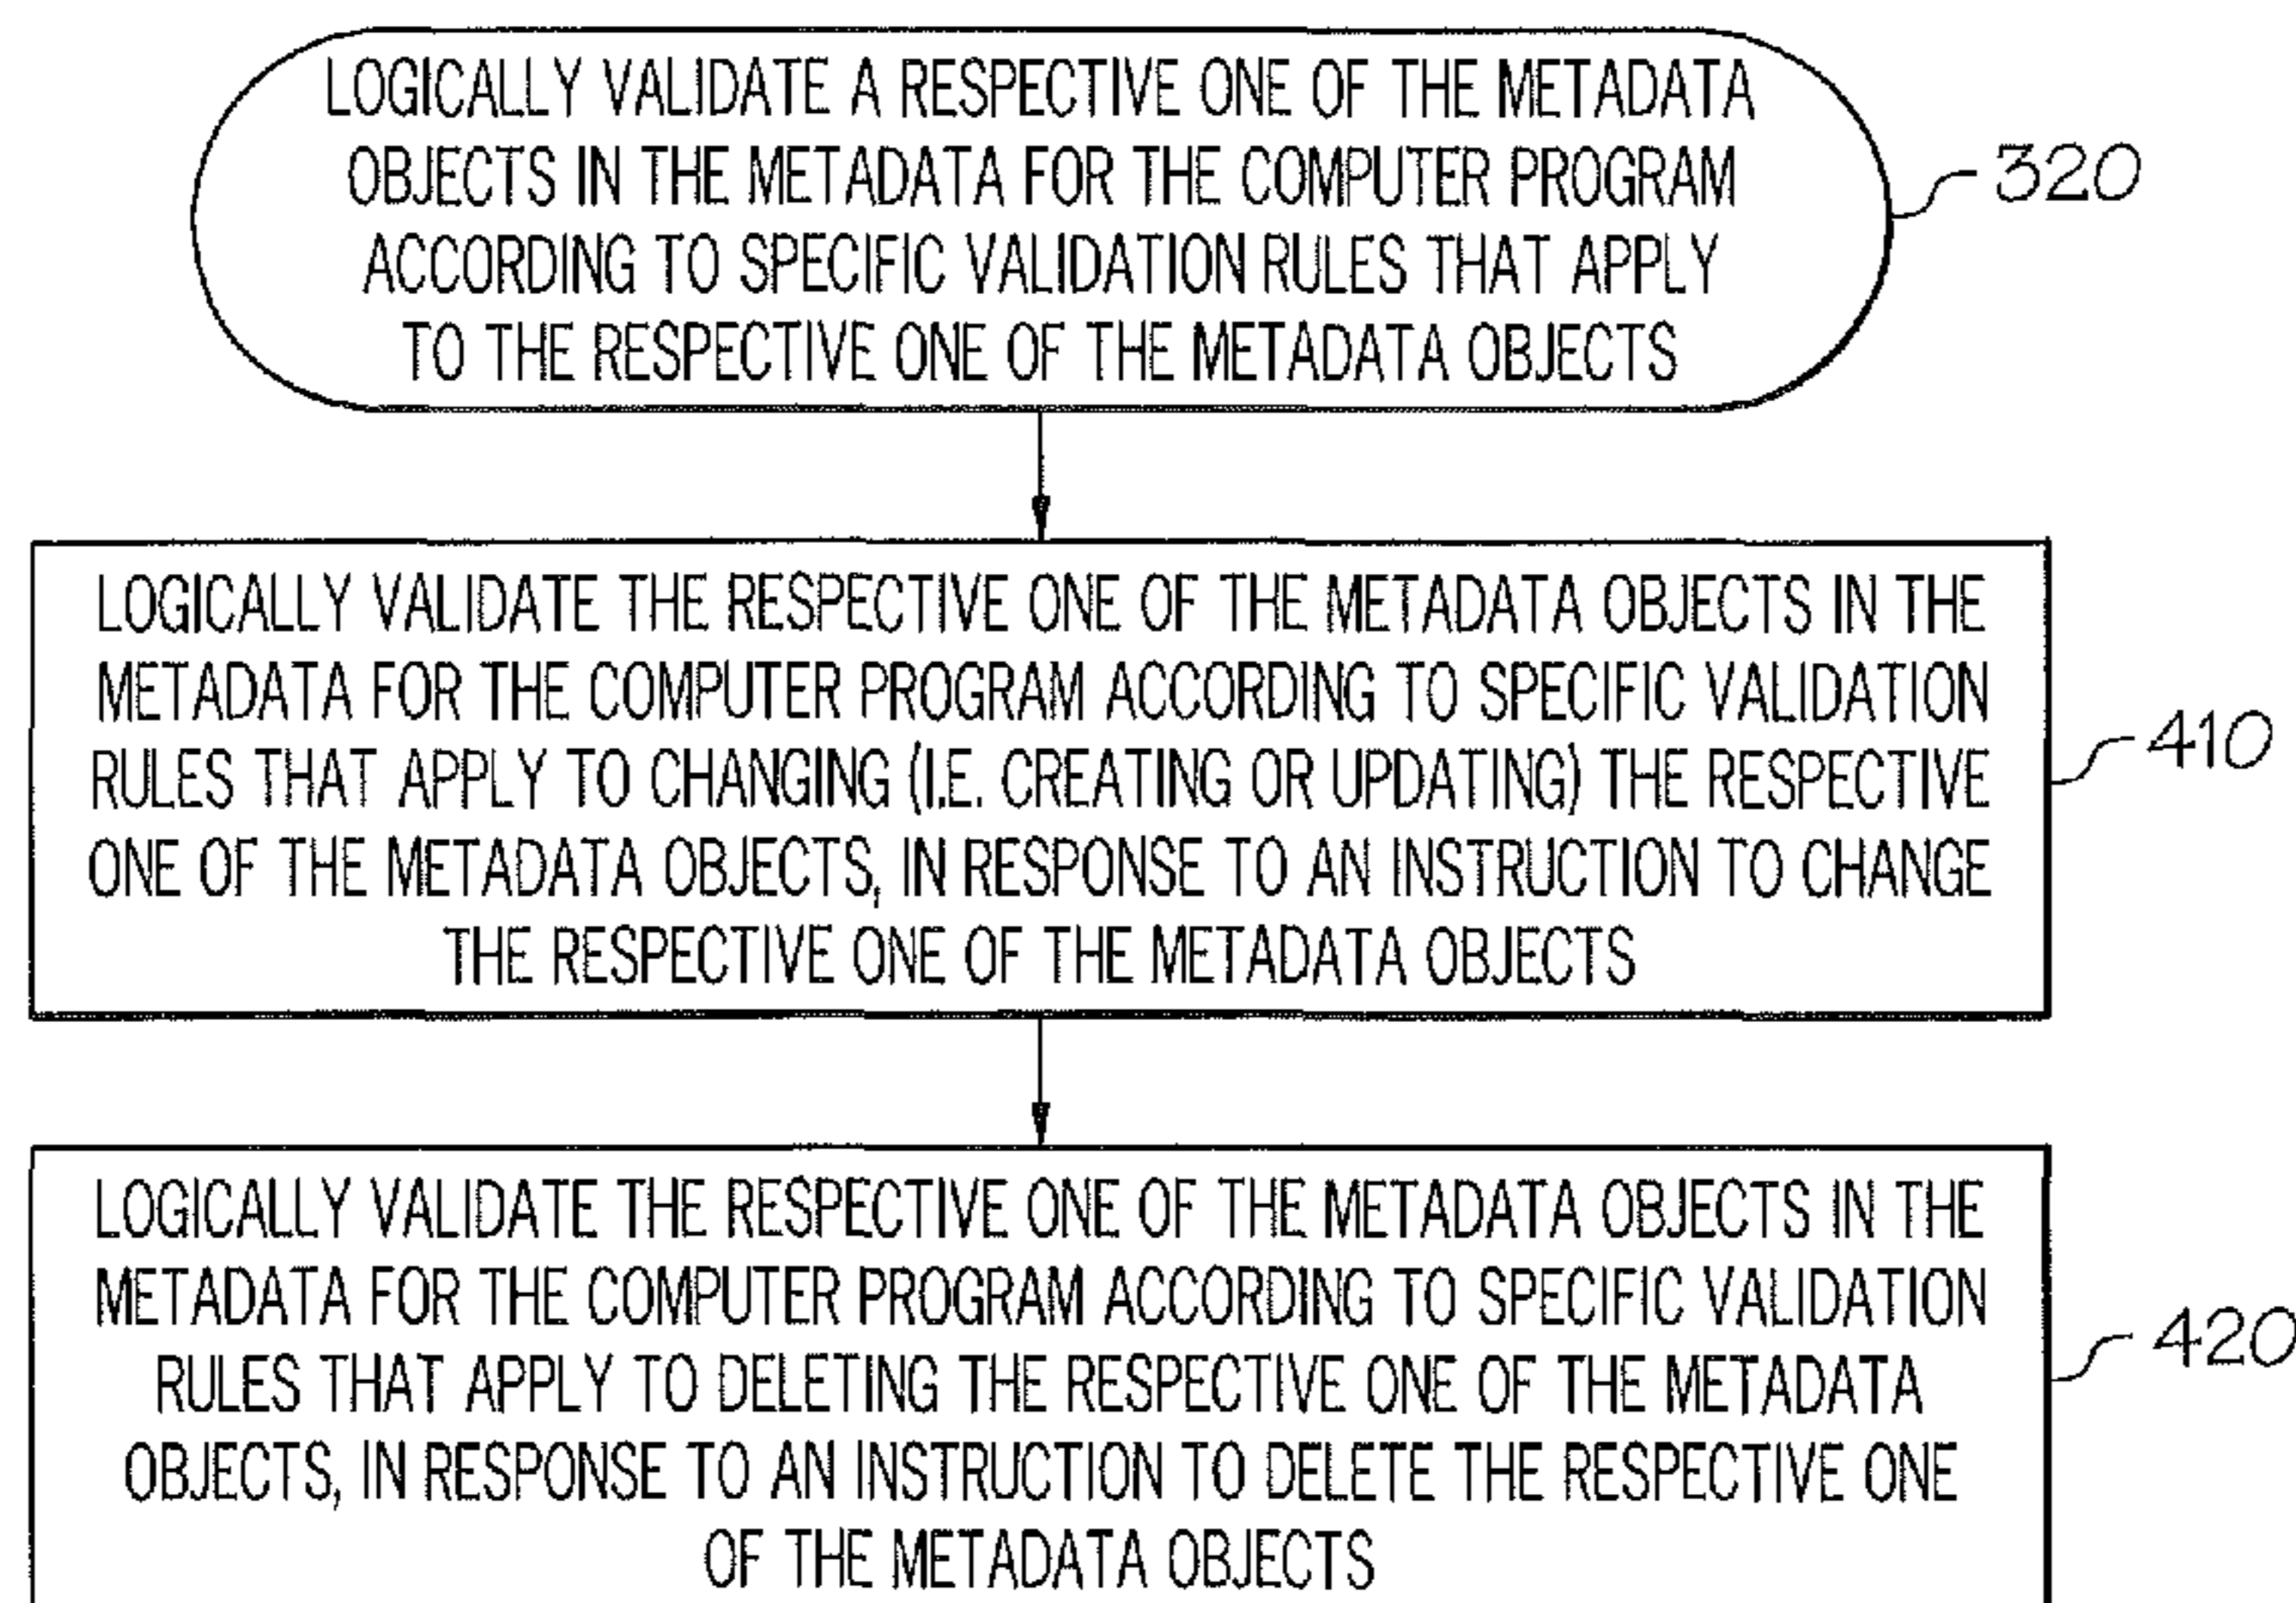 LOGICALLY VALIDATE A RESPECTIVE ONE OF THE METADATA
OBJECTS IN THE METADATA FOR THE COMPUTER PROGRAM
ACCORDING TO SPECIFIC VALIDATION RULES THAT APPLY
TO THE RESPECTIVE ONE OF THE METADATA OBJECTS
320
LOGICALLY VALIDATE THE RESPECTIVE ONE OF THE METADATA OBJECTS IN THE
METADATA FOR THE COMPUTER PROGRAM ACCORDING TO SPECIFIC VALIDATION
RULES THAT APPLY TO CHANGING (I.E. CREATING OR UPDATING) THE RESPECTIVE
ONE OF THE METADATA OBJECTS, IN RESPONSE TO AN INSTRUCTION TO CHANGE
THE RESPECTIVE ONE OF THE METADATA OBJECTS
410
LOGICALLY VALIDATE THE RESPECTIVE ONE OF THE METADATA OBJECTS IN THE
METADATA FOR THE COMPUTER PROGRAM ACCORDING TO SPECIFIC VALIDATION
RULES THAT APPLY TO DELETING THE RESPECTIVE ONE OF THE METADATA
OBJECTS, IN RESPONSE TO AN INSTRUCTION TO DELETE THE RESPECTIVE ONE
OF THE METADATA OBJECTS
420